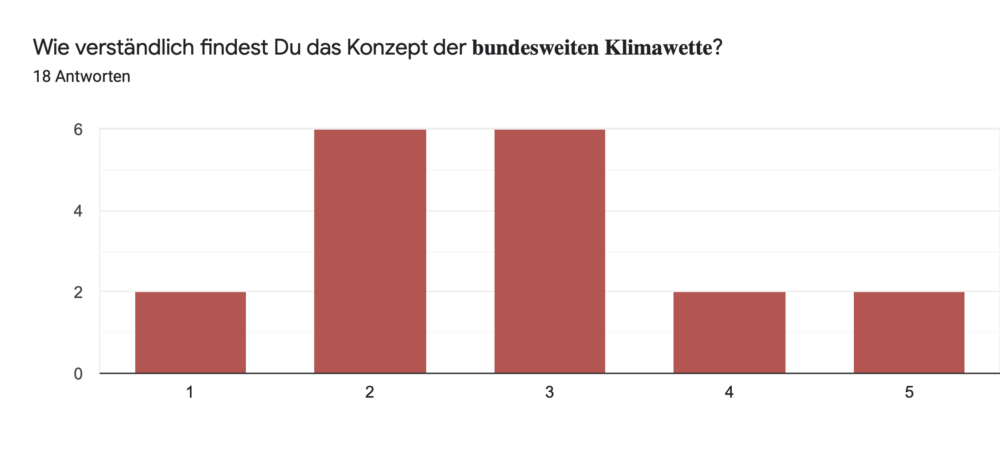 Wie verständlich findest Du das Konzept der bundesweiten Klimawette?
18 Antworten
6
4
2
0
1 2 3 4 5